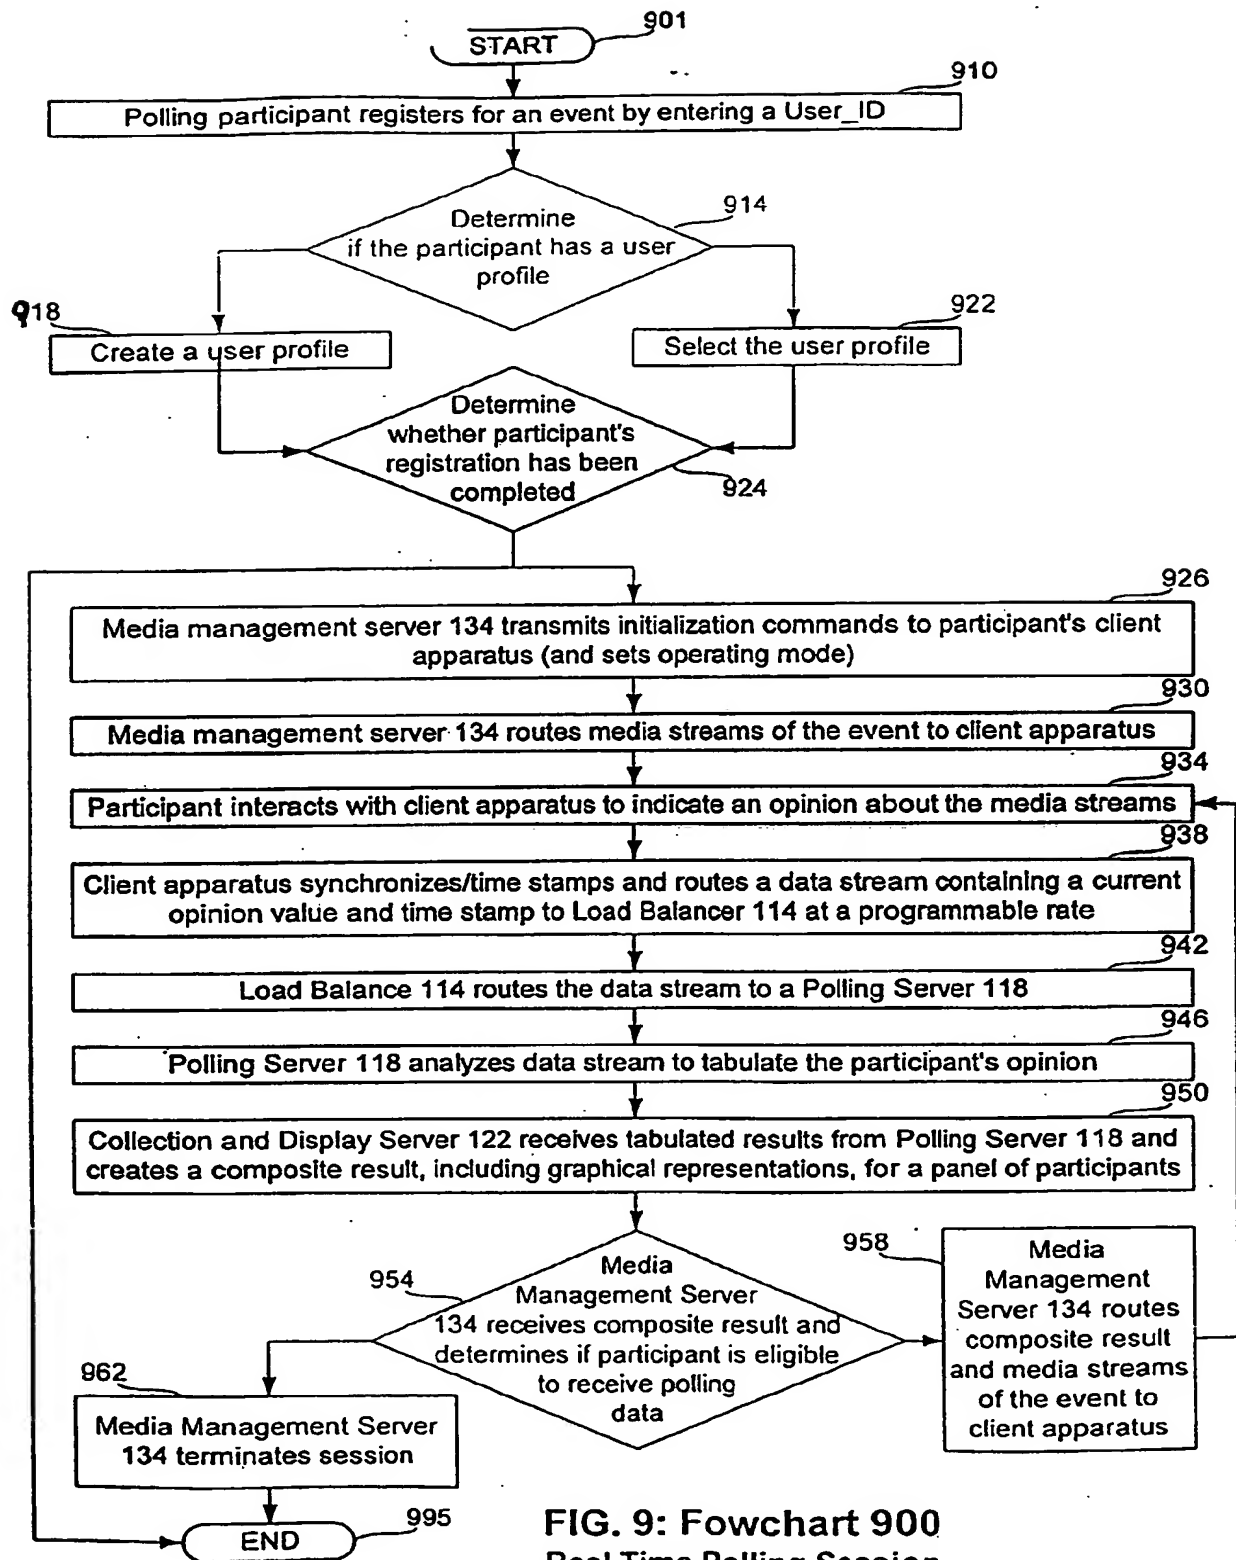 901
START
910
Polling participant registers for an event by entering a User_ID
914
Determine
if the participant has a user
profile
918
Create a user profile
922
Select the user profile
Determine
whether participant's
registration has been
completed
924
926
Media management server 134 transmits initialization commands to participant's client
apparatus (and sets operating mode)
930
Media management server 134 routes media streams of the event to client apparatus
934
Participant interacts with client apparatus to indicate an opinion about the media streams
938
Client apparatus synchronizes/time stamps and routes a data stream containing a current
opinion value and time stamp to Load Balancer 114 at a programmable rate
942
Load Balance 114 routes the data stream to a Polling Server 118
946
Polling Server 118 analyzes data stream to tabulate the participant's opinion
950
Collection and Display Server 122 receives tabulated results from Polling Server 118 and
creates a composite result, including graphical representations, for a panel of participants
954
Media
Management Server
134 receives composite result and
determines if participant is eligible
to receive polling
data
958
Media
Management
Server 134 routes
composite result
and media streams
of the event to
client apparatus
962
Media Management Server
134 terminates session
END
995
FIG. 9: Fowchart 900
Real Time Polling Session